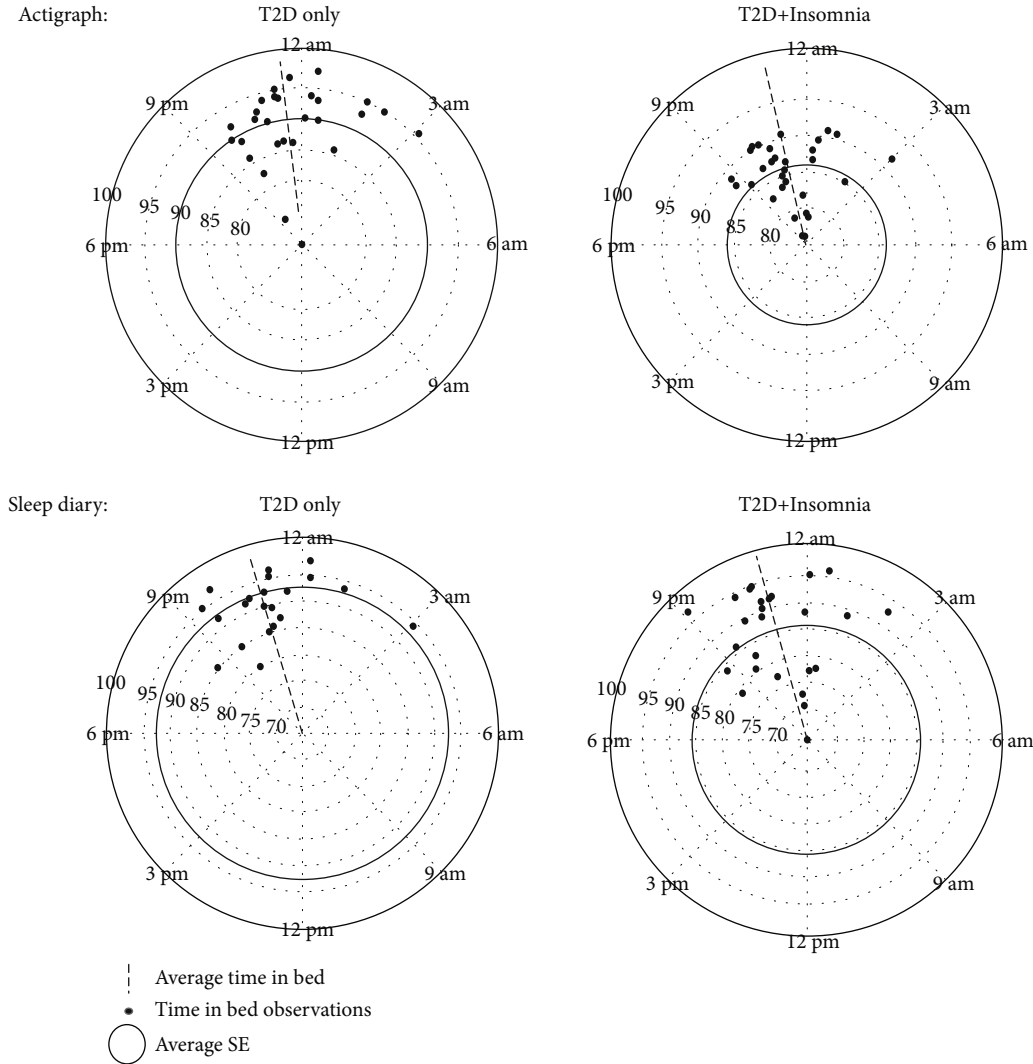 Actigraph:
T2D only
T2D+Insomnia
12 am
12 am
9 pm
3 am
9 pm
3 am
100
95
90
85
80
100
95
90
85
80
6 pm
6 am
6 pm
6 am
3 pm
9 am
3 pm
9 am
12 pm
12 pm
Sleep diary:
T2D only
T2D+Insomnia
12 am
12 am
9 pm
3 am
9 pm
3 am
100
95
90
85
80
75
70
100
95
90
85
80
75
70
6 pm
6 am
6 pm
6 am
3 pm
9 am
3 pm
9 am
12 pm
12 pm
Average time in bed
Time in bed observations
Average SE